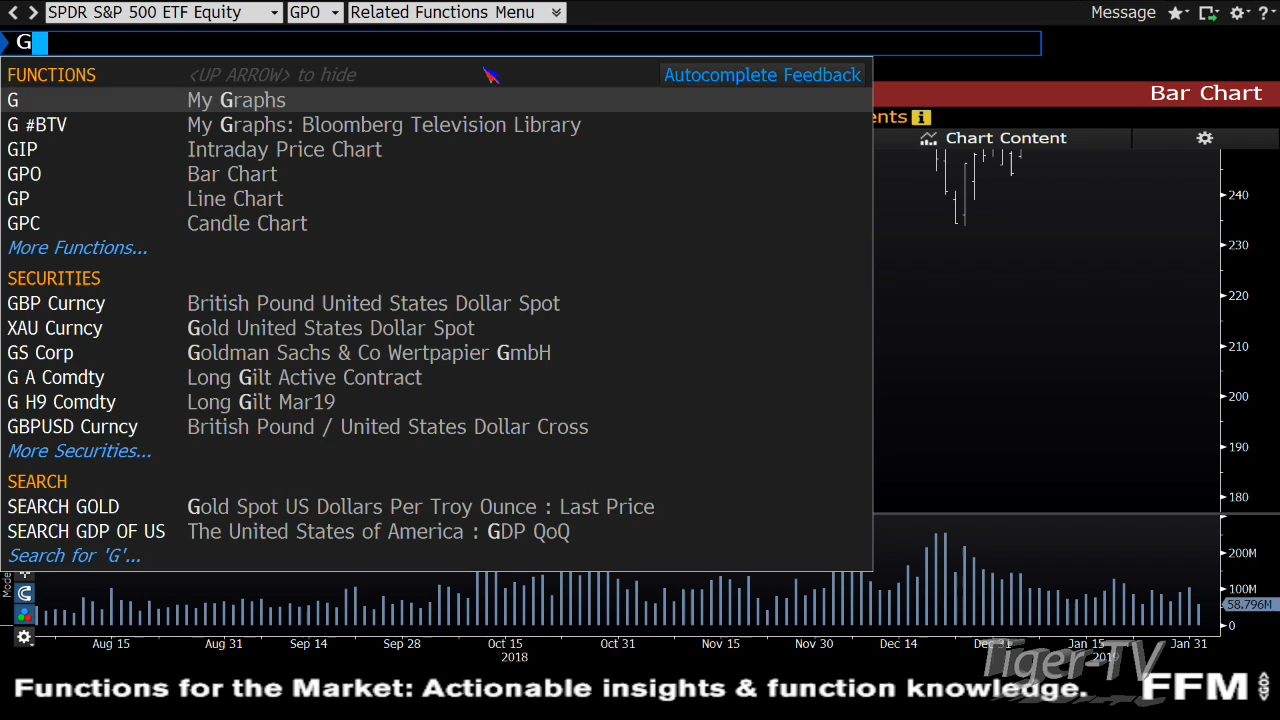 SPDR S&P 500 ETF Equity GPO Related Functions Menu Message ?
G
FUNCTIONS <UP ARROW> to hide Autocomplete Feedback
Bar Chart
G My Graphs
G #BTV My Graphs: Bloomberg Television Library
ents i
Chart Content
GIP Intraday Price Chart
GPO Bar Chart
GP Line Chart
GPC Candle Chart
More Functions...
SECURITIES
GBP Curncy British Pound United States Dollar Spot
XAU Curncy Gold United States Dollar Spot
GS Corp Goldman Sachs & Co Wertpapier GmbH
G A Comdty Long Gilt Active Contract
G H9 Comdty Long Gilt Mar19
GBPUSD Curncy British Pound / United States Dollar Cross
More Securities...
SEARCH
SEARCH GOLD Gold Spot US Dollars Per Troy Ounce : Last Price
SEARCH GDP OF US The United States of America : GDP QoQ
Search for 'G'...
240
230
220
210
200
190
180
200M
100M
58.796M
0
Mode
Aug 15 Aug 31 Sep 14 Sep 28 Oct 15 Oct 31 Nov 15 Nov 30 Dec 14 Dec 31 Jan 15 Jan 31
2018 2019
Tiger-TV
Functions for the Market: Actionable insights & function knowledge. FFM